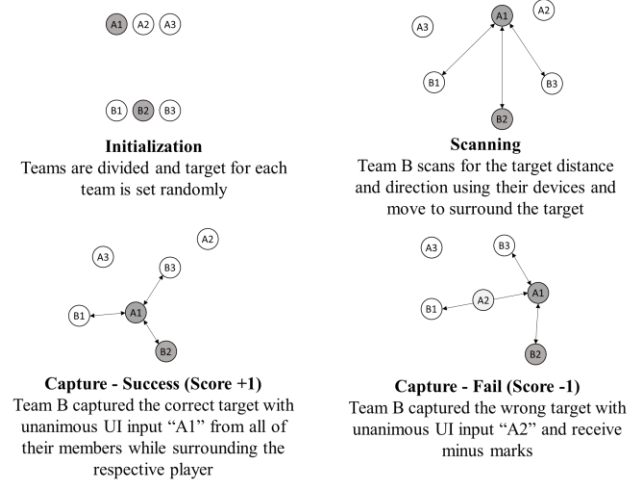 A1 A2 A3
B1 B2 B3
Initialization
Teams are divided and target for each
team is set randomly
A1 A2
A3
B1 B3
B2
Scanning
Team B scans for the target distance
and direction using their devices and
move to surround the target
A2
A3
B3
B1 A1
B2
Capture - Success (Score +1)
Team B captured the correct target with
unanimous UI input “A1” from all of
their members while surrounding the
respective player
A3 B3
A1
B1 A2
B2
Capture - Fail (Score -1)
Team B captured the wrong target with
unanimous UI input “A2” and receive
minus marks